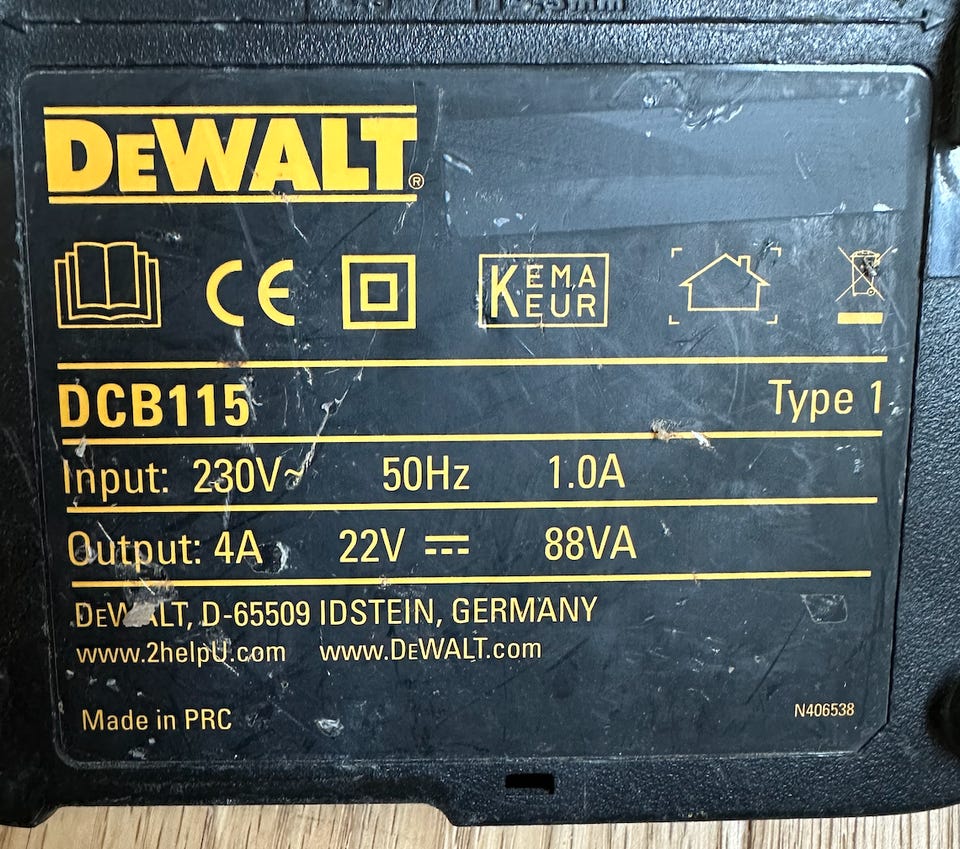 DEWALT®
CE KEMA
KEUR
DCB115 Type 1
Input: 230V~ 50Hz 1.0A
Output: 4A 22V ⎓ 88VA
DEWALT, D-65509 IDSTEIN, GERMANY
www.2helpU.com www.DEWALT.com
Made in PRC N406538